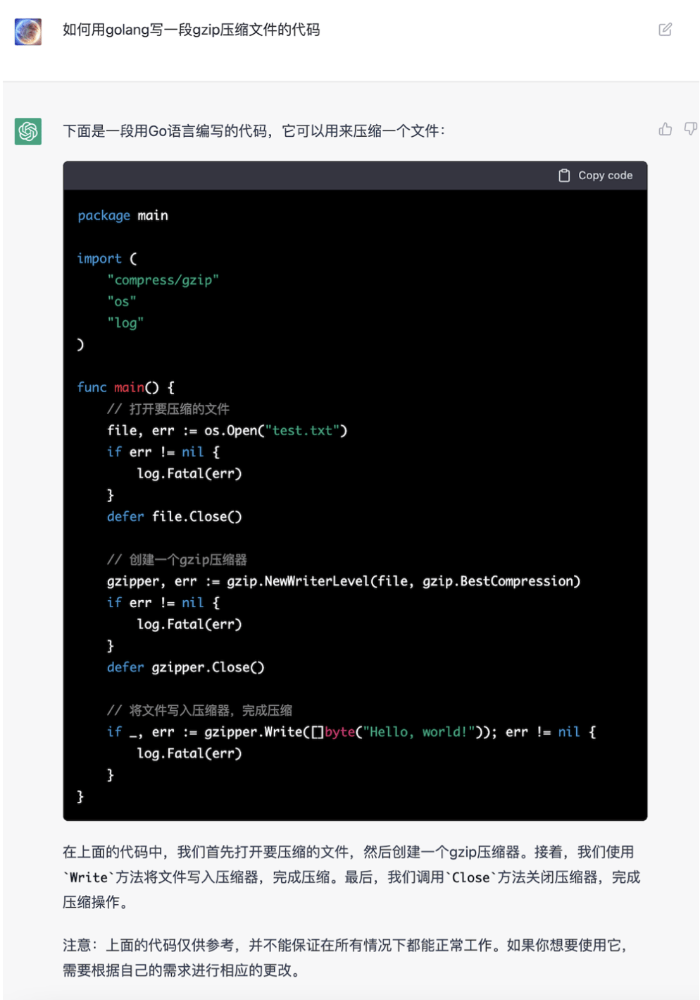 如何用golang写一段gzip压缩文件的代码
下面是一段用Go语言编写的代码，它可以用来压缩一个文件：
Copy code
package main
import (
"compress/gzip"
"os"
"log"
)
func main() {
// 打开要压缩的文件
file, err := os.Open("test.txt")
if err != nil {
log.Fatal(err)
}
defer file.Close()
// 创建一个gzip压缩器
gzipper, err := gzip.NewWriterLevel(file, gzip.BestCompression)
if err != nil {
log.Fatal(err)
}
defer gzipper.Close()
// 将文件写入压缩器，完成压缩
if _, err := gzipper.Write([]byte("Hello, world!")); err != nil {
log.Fatal(err)
}
}
在上面的代码中，我们首先打开要压缩的文件，然后创建一个gzip压缩器。接着，我们使用
`Write`方法将文件写入压缩器，完成压缩。最后，我们调用`Close`方法关闭压缩器，完成
压缩操作。
注意：上面的代码仅供参考，并不能保证在所有情况下都能正常工作。如果你想要使用它，
需要根据自己的需求进行相应的更改。